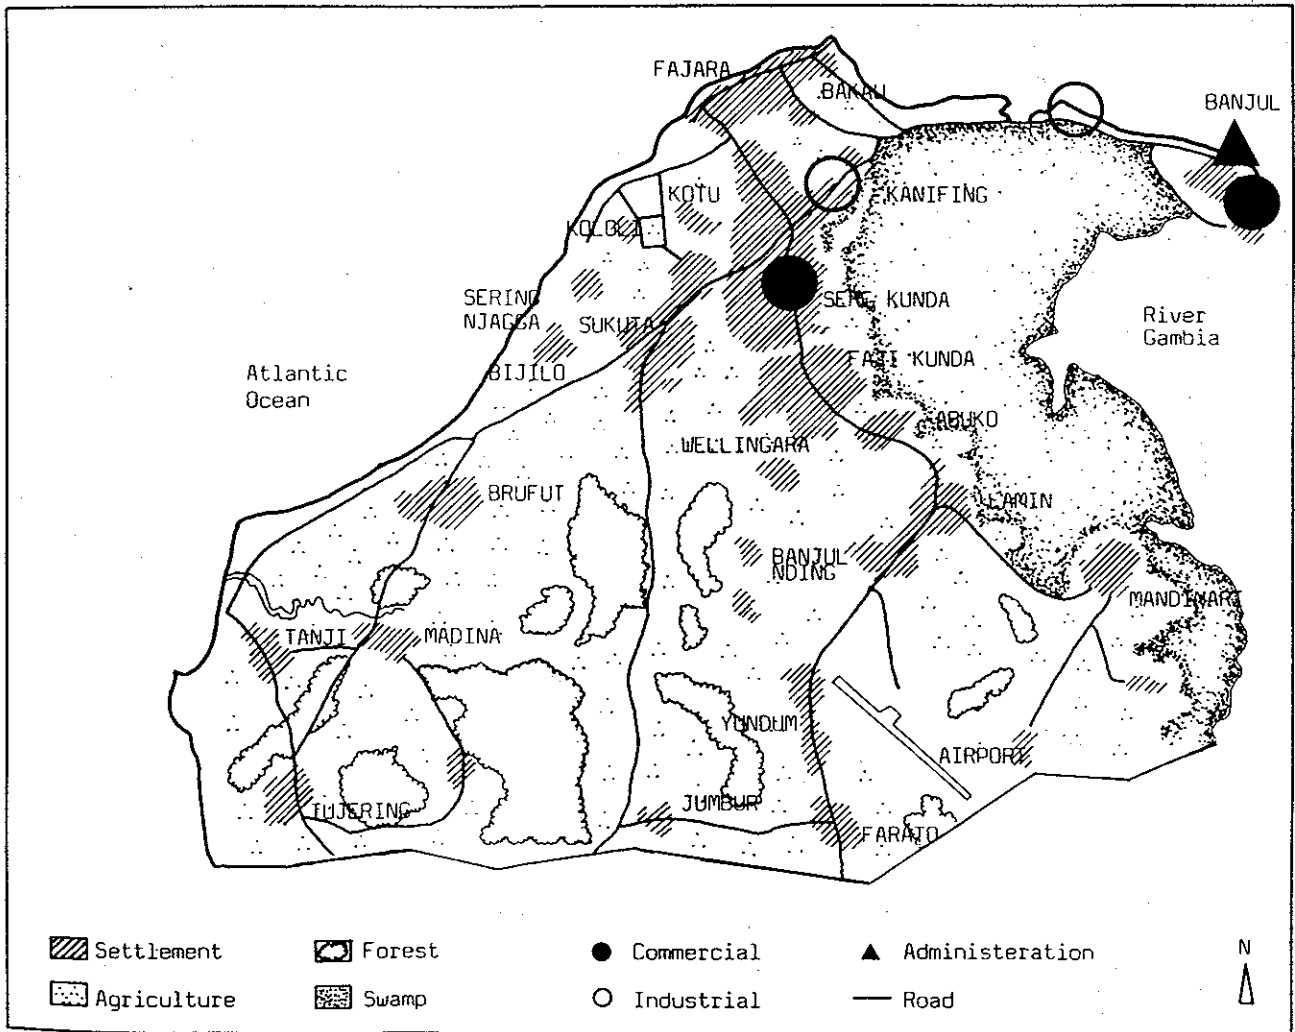 FAJARA
BAKAU
BANJUL
KOTU
KANIFING
KOLOLI
SERING
NJAGGA
SUKUTA
SERE KUNDA
River
Gambia
Atlantic
Ocean
BIJILO
FAJI KUNDA
ABUKO
WELLINGARA
BRUFUT
LAMIN
BANJUL
NDING
MANDINARI
TANJI
MADINA
YUNDUM
AIRPORT
TUJERING
JUMBUR
FARATO
Settlement
Forest
Commercial
Administeration
N
Agriculture
Swamp
Industrial
Road